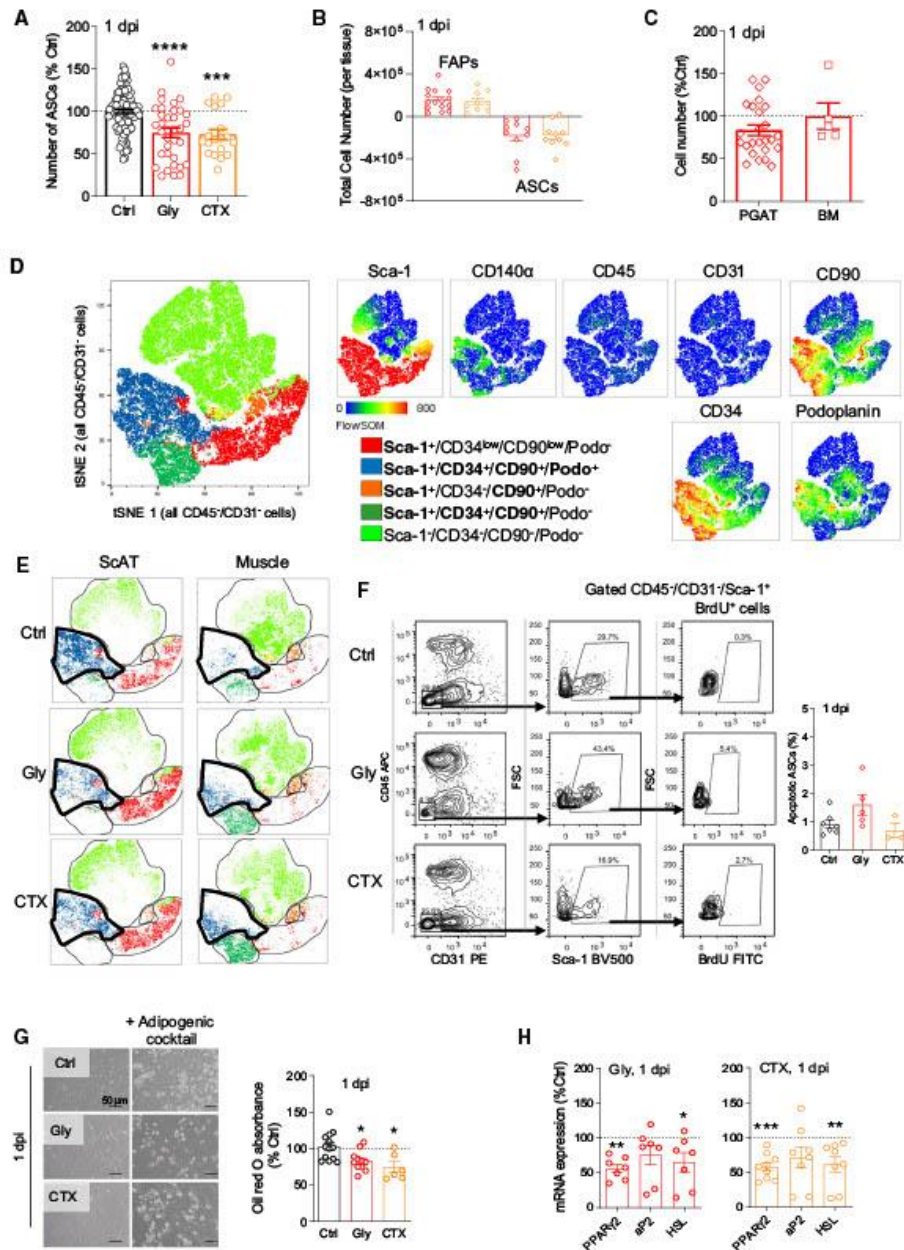 A
1 dpi
Number of ASCs (% Ctrl)
200
150
100
50
0
****
***
Ctrl Gly CTX
B
1 dpi
Total Cell Number (per tissue)
8×10⁵
4×10⁵
0
-4×10⁵
-8×10⁵
FAPs
ASCs
C
1 dpi
Cell number (%Ctrl)
200
150
100
50
0
PGAT BM
D
tSNE 2 (all CD45⁻/CD31⁻ cells)
tSNE 1 (all CD45⁻/CD31⁻ cells)
Sca-1 CD140α CD45 CD31 CD90
0 800
FlowSOM
CD34 Podoplanin
Sca-1⁺/CD34ˡᵒʷ/CD90ˡᵒʷ/Podo⁻
Sca-1⁺/CD34⁺/CD90⁺/Podo⁺
Sca-1⁺/CD34⁻/CD90⁺/Podo⁻
Sca-1⁺/CD34⁺/CD90⁺/Podo⁻
Sca-1⁻/CD34⁻/CD90⁻/Podo⁻
E
ScAT Muscle
Ctrl
Gly
CTX
F
Gated CD45⁻/CD31⁻/Sca-1⁺
BrdU⁺ cells
Ctrl
29.7%
0.3%
Gly
43.4%
5.4%
CTX
16.9%
2.7%
CD45 APC
FSC
FSC
CD31 PE
Sca-1 BV500
BrdU FITC
1 dpi
Apoptotic ASCs (%)
5
4
3
2
1
0
Ctrl Gly CTX
G
+ Adipogenic
cocktail
1 dpi
Ctrl
50 µm
Gly
CTX
1 dpi
Oil red O absorbance
(% Ctrl)
200
150
100
50
0
* *
Ctrl Gly CTX
H
mRNA expression (%Ctrl)
Gly, 1 dpi
200
150
100
50
0
** *
PPARγ2 aP2 HSL
CTX, 1 dpi
200
150
100
50
0
*** **
PPARγ2 aP2 HSL